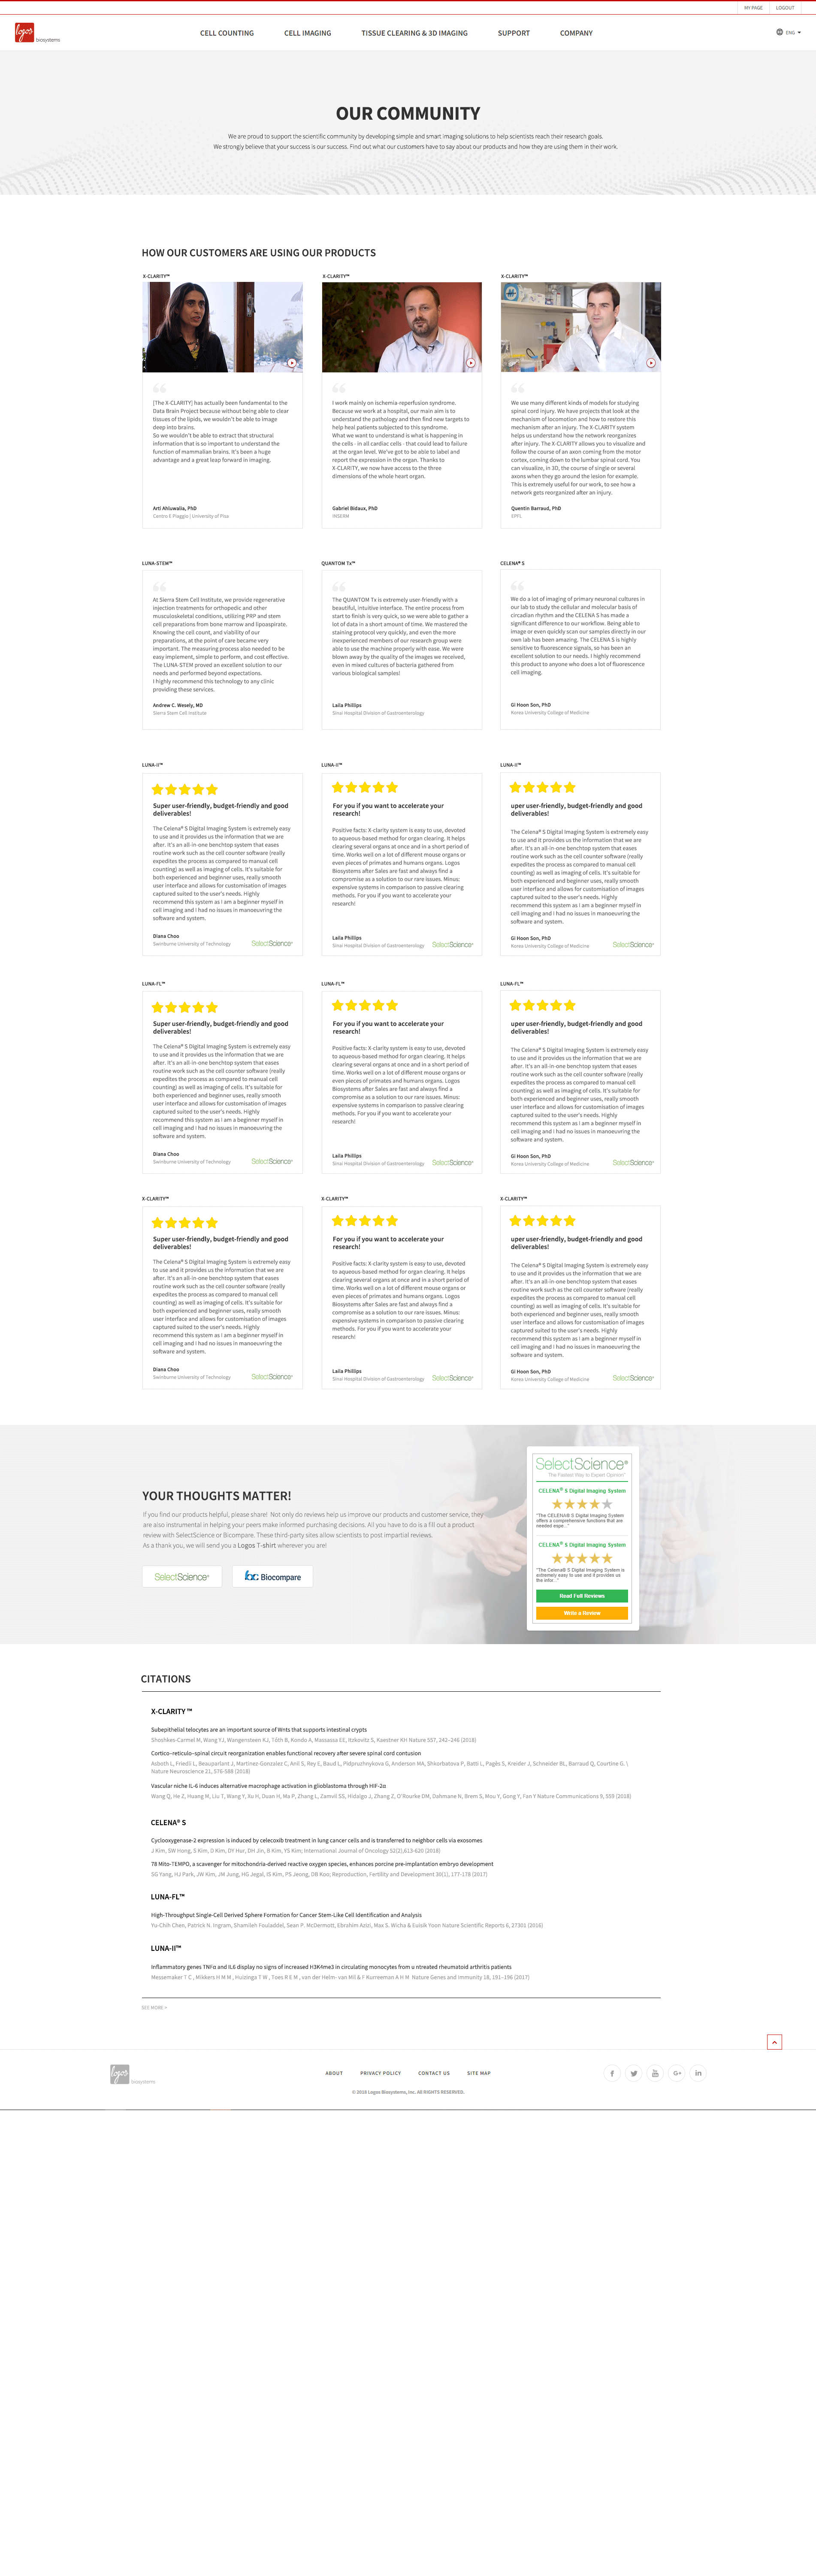 MY PAGE
LOGOUT
logos
biosystems
CELL COUNTING
CELL IMAGING
TISSUE CLEARING & 3D IMAGING
SUPPORT
COMPANY
ENG
OUR COMMUNITY
We are proud to support the scientific community by developing simple and smart imaging solutions to help scientists reach their research goals.
We strongly believe that your success is our success. Find out what our customers have to say about our products and how they are using them in their work.
HOW OUR CUSTOMERS ARE USING OUR PRODUCTS
X-CLARITY™
[The X-CLARITY] has actually been fundamental to the
Data Brain Project because without being able to clear
tissues of the lipids, we wouldn't be able to image
deep into brains.
So we wouldn't be able to extract that structural
information that is so important to understand the
function of mammalian brains. It's been a huge
advantage and a great leap forward in imaging.
Arti Ahluwalia, PhD
Centro E Piaggio | University of Pisa
X-CLARITY™
I work mainly on ischemia-reperfusion syndrome.
Because we work at a hospital, our main aim is to
understand the pathology and then find new targets to
help heal patients subjected to this syndrome.
What we want to understand is what is happening in
the cells - in all cardiac cells - that could lead to failure
at the organ level. We've got to be able to label and
report the expression in the organ. Thanks to
X-CLARITY, we now have access to the three
dimensions of the whole heart organ.
Gabriel Bidaux, PhD
INSERM
X-CLARITY™
We use many different kinds of models for studying
spinal cord injury. We have projects that look at the
mechanism of locomotion and how to restore this
mechanism after an injury. The X-CLARITY system
helps us understand how the network reorganizes
after injury. The X-CLARITY allows you to visualize and
follow the course of an axon coming from the motor
cortex, coming down to the lumbar spinal cord. You
can visualize, in 3D, the course of single or several
axons when they go around the lesion for example.
This is extremely useful for our work, to see how a
network gets reorganized after an injury.
Quentin Barraud, PhD
EPFL
LUNA-STEM™
At Sierra Stem Cell Institute, we provide regenerative
injection treatments for orthopedic and other
musculoskeletal conditions, utilizing PRP and stem
cell preparations from bone marrow and lipoaspirate.
Knowing the cell count, and viability of our
preparations, at the point of care became very
important. The measuring process also needed to be
easy implement, simple to perform, and cost effective.
The LUNA-STEM proved an excellent solution to our
needs and performed beyond expectations.
I highly recommend this technology to any clinic
providing these services.
Andrew C. Wesely, MD
Sierra Stem Cell Institute
QUANTOM Tx™
The QUANTOM Tx is extremely user-friendly with a
beautiful, intuitive interface. The entire process from
start to finish is very quick, so we were able to gather a
lot of data in a short amount of time. We mastered the
staining protocol very quickly, and even the more
inexperienced members of our research group were
able to use the machine properly with ease. We were
blown away by the quality of the images we received,
even in mixed cultures of bacteria gathered from
various biological samples!
Laila Phillips
Sinai Hospital Division of Gastroenterology
CELENA® S
We do a lot of imaging of primary neuronal cultures in
our lab to study the cellular and molecular basis of
circadian rhythm and the CELENA S has made a
significant difference to our workflow. Being able to
image or even quickly scan our samples directly in our
own lab has been amazing. The CELENA S is highly
sensitive to fluorescence signals, so has been an
excellent solution to our needs. I highly recommend
this product to anyone who does a lot of fluorescence
cell imaging.
Gi Hoon Son, PhD
Korea University College of Medicine
LUNA-II™
Super user-friendly, budget-friendly and good
deliverables!
The Celena® S Digital Imaging System is extremely easy
to use and it provides us the information that we are
after. It's an all-in-one benchtop system that eases
routine work such as the cell counter software (really
expedites the process as compared to manual cell
counting) as well as imaging of cells. It's suitable for
both experienced and beginner uses, really smooth
user interface and allows for customisation of images
captured suited to the user's needs. Highly
recommend this system as I am a beginner myself in
cell imaging and I had no issues in manoeuvring the
software and system.
Diana Choo
Swinburne University of Technology
SelectScience®
LUNA-II™
For you if you want to accelerate your
research!
Positive facts: X-clarity system is easy to use, devoted
to aqueous-based method for organ clearing. It helps
clearing several organs at once and in a short period of
time. Works well on a lot of different mouse organs or
even pieces of primates and humans organs. Logos
Biosystems after Sales are fast and always find a
compromise as a solution to our rare issues. Minus:
expensive systems in comparison to passive clearing
methods. For you if you want to accelerate your
research!
Laila Phillips
Sinai Hospital Division of Gastroenterology
SelectScience®
LUNA-II™
uper user-friendly, budget-friendly and good
deliverables!
The Celena® S Digital Imaging System is extremely easy
to use and it provides us the information that we are
after. It's an all-in-one benchtop system that eases
routine work such as the cell counter software (really
expedites the process as compared to manual cell
counting) as well as imaging of cells. It's suitable for
both experienced and beginner uses, really smooth
user interface and allows for customisation of images
captured suited to the user's needs. Highly
recommend this system as I am a beginner myself in
cell imaging and I had no issues in manoeuvring the
software and system.
Gi Hoon Son, PhD
Korea University College of Medicine
SelectScience®
LUNA-FL™
Super user-friendly, budget-friendly and good
deliverables!
The Celena® S Digital Imaging System is extremely easy
to use and it provides us the information that we are
after. It's an all-in-one benchtop system that eases
routine work such as the cell counter software (really
expedites the process as compared to manual cell
counting) as well as imaging of cells. It's suitable for
both experienced and beginner uses, really smooth
user interface and allows for customisation of images
captured suited to the user's needs. Highly
recommend this system as I am a beginner myself in
cell imaging and I had no issues in manoeuvring the
software and system.
Diana Choo
Swinburne University of Technology
SelectScience®
LUNA-FL™
For you if you want to accelerate your
research!
Positive facts: X-clarity system is easy to use, devoted
to aqueous-based method for organ clearing. It helps
clearing several organs at once and in a short period of
time. Works well on a lot of different mouse organs or
even pieces of primates and humans organs. Logos
Biosystems after Sales are fast and always find a
compromise as a solution to our rare issues. Minus:
expensive systems in comparison to passive clearing
methods. For you if you want to accelerate your
research!
Laila Phillips
Sinai Hospital Division of Gastroenterology
SelectScience®
LUNA-FL™
uper user-friendly, budget-friendly and good
deliverables!
The Celena® S Digital Imaging System is extremely easy
to use and it provides us the information that we are
after. It's an all-in-one benchtop system that eases
routine work such as the cell counter software (really
expedites the process as compared to manual cell
counting) as well as imaging of cells. It's suitable for
both experienced and beginner uses, really smooth
user interface and allows for customisation of images
captured suited to the user's needs. Highly
recommend this system as I am a beginner myself in
cell imaging and I had no issues in manoeuvring the
software and system.
Gi Hoon Son, PhD
Korea University College of Medicine
SelectScience®
X-CLARITY™
Super user-friendly, budget-friendly and good
deliverables!
The Celena® S Digital Imaging System is extremely easy
to use and it provides us the information that we are
after. It's an all-in-one benchtop system that eases
routine work such as the cell counter software (really
expedites the process as compared to manual cell
counting) as well as imaging of cells. It's suitable for
both experienced and beginner uses, really smooth
user interface and allows for customisation of images
captured suited to the user's needs. Highly
recommend this system as I am a beginner myself in
cell imaging and I had no issues in manoeuvring the
software and system.
Diana Choo
Swinburne University of Technology
SelectScience®
X-CLARITY™
For you if you want to accelerate your
research!
Positive facts: X-clarity system is easy to use, devoted
to aqueous-based method for organ clearing. It helps
clearing several organs at once and in a short period of
time. Works well on a lot of different mouse organs or
even pieces of primates and humans organs. Logos
Biosystems after Sales are fast and always find a
compromise as a solution to our rare issues. Minus:
expensive systems in comparison to passive clearing
methods. For you if you want to accelerate your
research!
Laila Phillips
Sinai Hospital Division of Gastroenterology
SelectScience®
X-CLARITY™
uper user-friendly, budget-friendly and good
deliverables!
The Celena® S Digital Imaging System is extremely easy
to use and it provides us the information that we are
after. It's an all-in-one benchtop system that eases
routine work such as the cell counter software (really
expedites the process as compared to manual cell
counting) as well as imaging of cells. It's suitable for
both experienced and beginner uses, really smooth
user interface and allows for customisation of images
captured suited to the user's needs. Highly
recommend this system as I am a beginner myself in
cell imaging and I had no issues in manoeuvring the
software and system.
Gi Hoon Son, PhD
Korea University College of Medicine
SelectScience®
YOUR THOUGHTS MATTER!
If you find our products helpful, please share! Not only do reviews help us improve our products and customer service, they
are also instrumental in helping your peers make informed purchasing decisions. All you have to do is a fill out a product
review with SelectScience or Biocompare. These third-party sites allow scientists to post impartial reviews.
As a thank you, we will send you a Logos T-shirt wherever you are!
SelectScience®
Biocompare
SelectScience®
The Fastest Way to Expert Opinion™
CELENA® S Digital Imaging System
"The CELENA® S Digital Imaging System
offers a comprehensive functions that are
needed expe..."
CELENA® S Digital Imaging System
"The Celena® S Digital Imaging System is
extremely easy to use and it provides us
the infor..."
Read Full Reviews
Write a Review
CITATIONS
X-CLARITY ™
Subepithelial telocytes are an important source of Wnts that supports intestinal crypts
Shoshkes-Carmel M, Wang YJ, Wangensteen KJ, Tóth B, Kondo A, Massassa EE, Itzkovitz S, Kaestner KH Nature 557, 242–246 (2018)
Cortico–reticulo–spinal circuit reorganization enables functional recovery after severe spinal cord contusion
Asboth L, Friedli L, Beauparlant J, Martinez-Gonzalez C, Anil S, Rey E, Baud L, Pidpruzhnykova G, Anderson MA, Shkorbatova P, Batti L, Pagès S, Kreider J, Schneider BL, Barraud Q, Courtine G. \
Nature Neuroscience 21, 576-588 (2018)
Vascular niche IL-6 induces alternative macrophage activation in glioblastoma through HIF-2α
Wang Q, He Z, Huang M, Liu T, Wang Y, Xu H, Duan H, Ma P, Zhang L, Zamvil SS, Hidalgo J, Zhang Z, O'Rourke DM, Dahmane N, Brem S, Mou Y, Gong Y, Fan Y Nature Communications 9, 559 (2018)
CELENA® S
Cyclooxygenase-2 expression is induced by celecoxib treatment in lung cancer cells and is transferred to neighbor cells via exosomes
J Kim, SW Hong, S Kim, D Kim, DY Hur, DH Jin, B Kim, YS Kim; International Journal of Oncology 52(2),613-620 (2018)
78 Mito-TEMPO, a scavenger for mitochondria-derived reactive oxygen species, enhances porcine pre-implantation embryo development
SG Yang, HJ Park, JW Kim, JM Jung, HG Jegal, IS Kim, PS Jeong, DB Koo; Reproduction, Fertility and Development 30(1), 177-178 (2017)
LUNA-FL™
High-Throughput Single-Cell Derived Sphere Formation for Cancer Stem-Like Cell Identification and Analysis
Yu-Chih Chen, Patrick N. Ingram, Shamileh Fouladdel, Sean P. McDermott, Ebrahim Azizi, Max S. Wicha & Euisik Yoon Nature Scientific Reports 6, 27301 (2016)
LUNA-II™
Inflammatory genes TNFα and IL6 display no signs of increased H3K4me3 in circulating monocytes from u ntreated rheumatoid arthritis patients
Messemaker T C , Mikkers H M M , Huizinga T W , Toes R E M , van der Helm- van Mil & F Kurreeman A H M Nature Genes and Immunity 18, 191–196 (2017)
SEE MORE +
logos
biosystems
ABOUT
PRIVACY POLICY
CONTACT US
SITE MAP
© 2018 Logos Biosystems, Inc. All RIGHTS RESERVED.